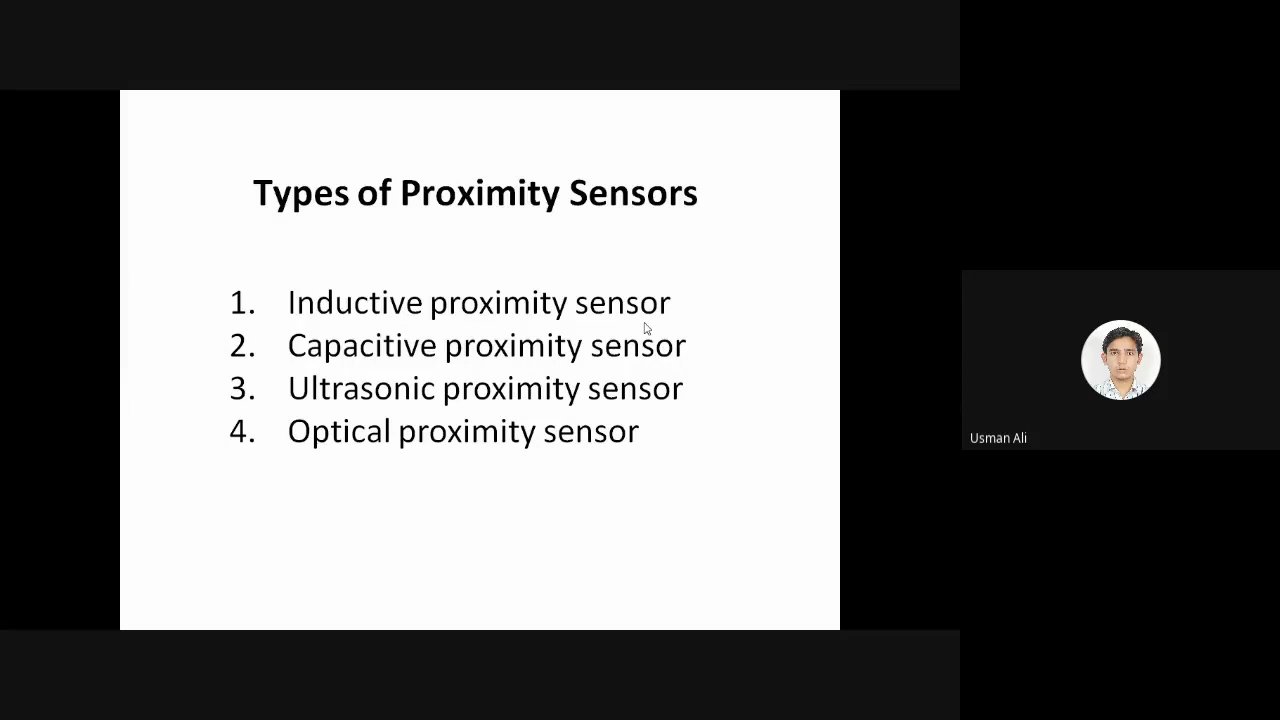 Types of Proximity Sensors
1. Inductive proximity sensor
2. Capacitive proximity sensor
3. Ultrasonic proximity sensor
4. Optical proximity sensor
Usman Ali